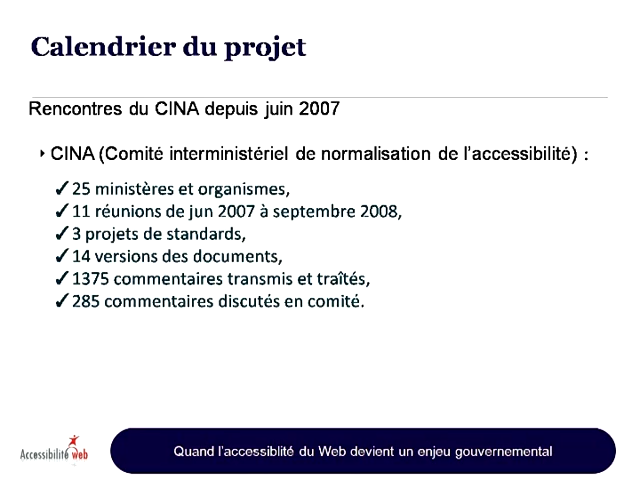 Calendrier du projet
Rencontres du CINA depuis juin 2007
CINA (Comité interministériel de normalisation de l'accessibilité) :
✓25 ministères et organismes,
✓11 réunions de jun 2007 à septembre 2008,
✓3 projets de standards,
✓14 versions des documents,
✓1375 commentaires transmis et traîtés,
✓285 commentaires discutés en comité.
Accessibilité web
Quand l'accessiblité du Web devient un enjeu gouvernemental